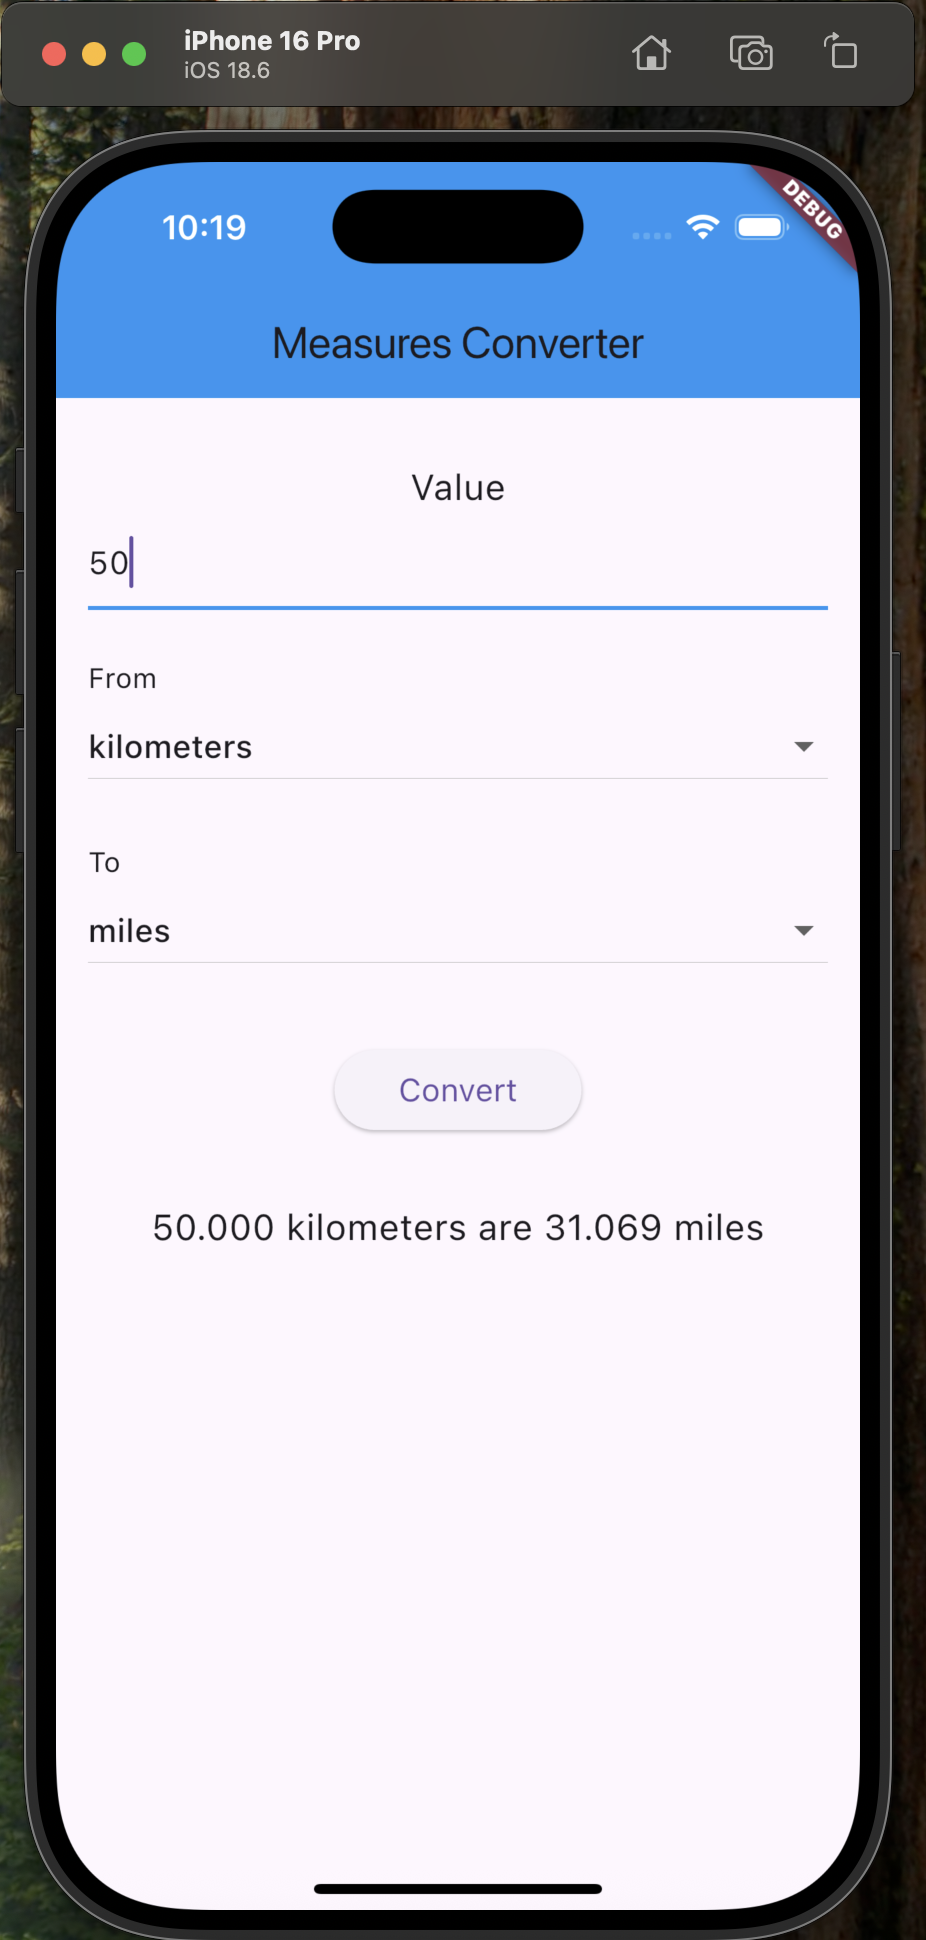 iPhone 16 Pro
iOS 18.6
10:19
DEBUG
Measures Converter
Value
50
From
kilometers
To
miles
Convert
50.000 kilometers are 31.069 miles